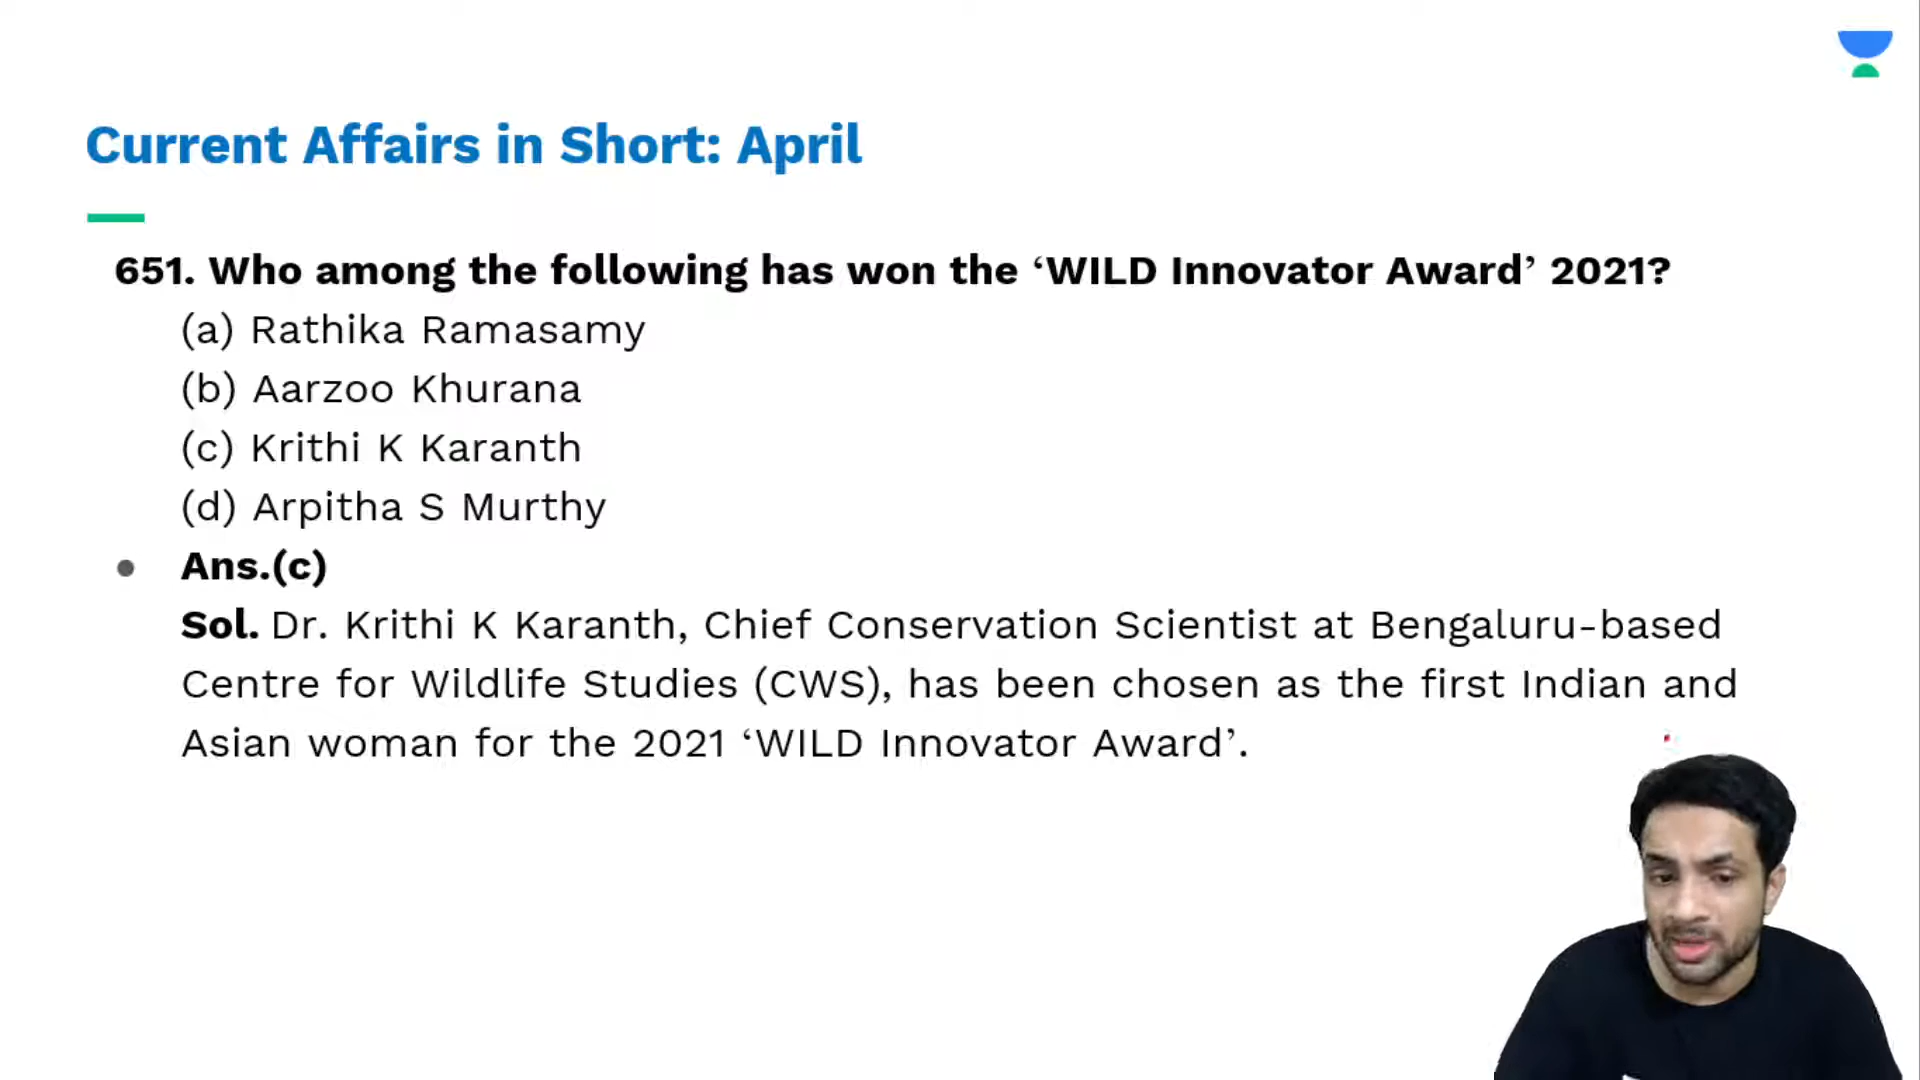 Current Affairs in Short: April
651. Who among the following has won the ‘WILD Innovator Award’ 2021?
(a) Rathika Ramasamy
(b) Aarzoo Khurana
(c) Krithi K Karanth
(d) Arpitha S Murthy
● Ans.(c)
Sol. Dr. Krithi K Karanth, Chief Conservation Scientist at Bengaluru-based
Centre for Wildlife Studies (CWS), has been chosen as the first Indian and
Asian woman for the 2021 ‘WILD Innovator Award’.